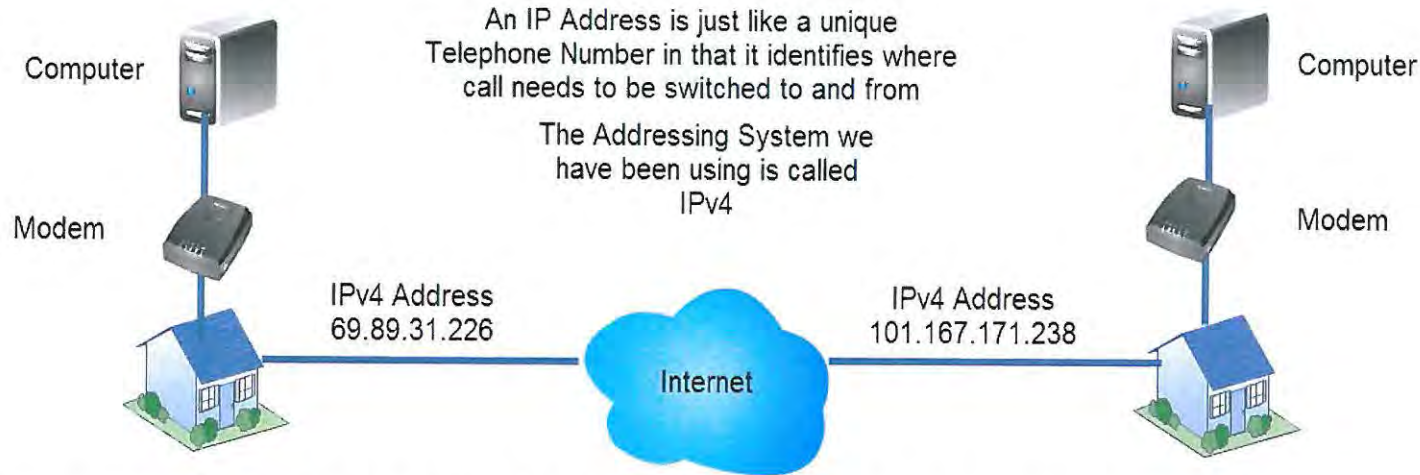 An IP Address is just like a unique
Telephone Number in that it identifies where
call needs to be switched to and from
The Addressing System we
have been using is called
IPv4
Computer
Computer
Modem
Modem
IPv4 Address
69.89.31.226
IPv4 Address
101.167.171.238
Internet